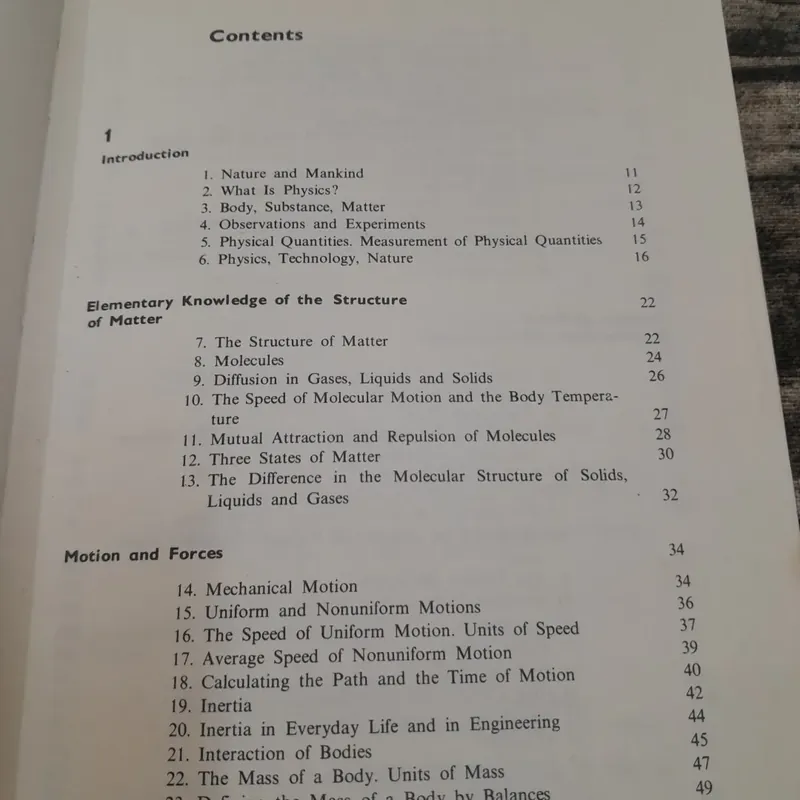 Contents
1
Introduction
1. Nature and Mankind 11
2. What Is Physics? 12
3. Body, Substance, Matter 13
4. Observations and Experiments 14
5. Physical Quantities. Measurement of Physical Quantities 15
6. Physics, Technology, Nature 16
Elementary Knowledge of the Structure 22
of Matter
7. The Structure of Matter 22
8. Molecules 24
9. Diffusion in Gases, Liquids and Solids 26
10. The Speed of Molecular Motion and the Body Tempera-
ture 27
11. Mutual Attraction and Repulsion of Molecules 28
12. Three States of Matter 30
13. The Difference in the Molecular Structure of Solids,
Liquids and Gases 32
Motion and Forces 34
14. Mechanical Motion 34
15. Uniform and Nonuniform Motions 36
16. The Speed of Uniform Motion. Units of Speed 37
17. Average Speed of Nonuniform Motion 39
18. Calculating the Path and the Time of Motion 40
19. Inertia 42
20. Inertia in Everyday Life and in Engineering 44
21. Interaction of Bodies 45
22. The Mass of a Body. Units of Mass 47
the Mass of a Body by Balances 49